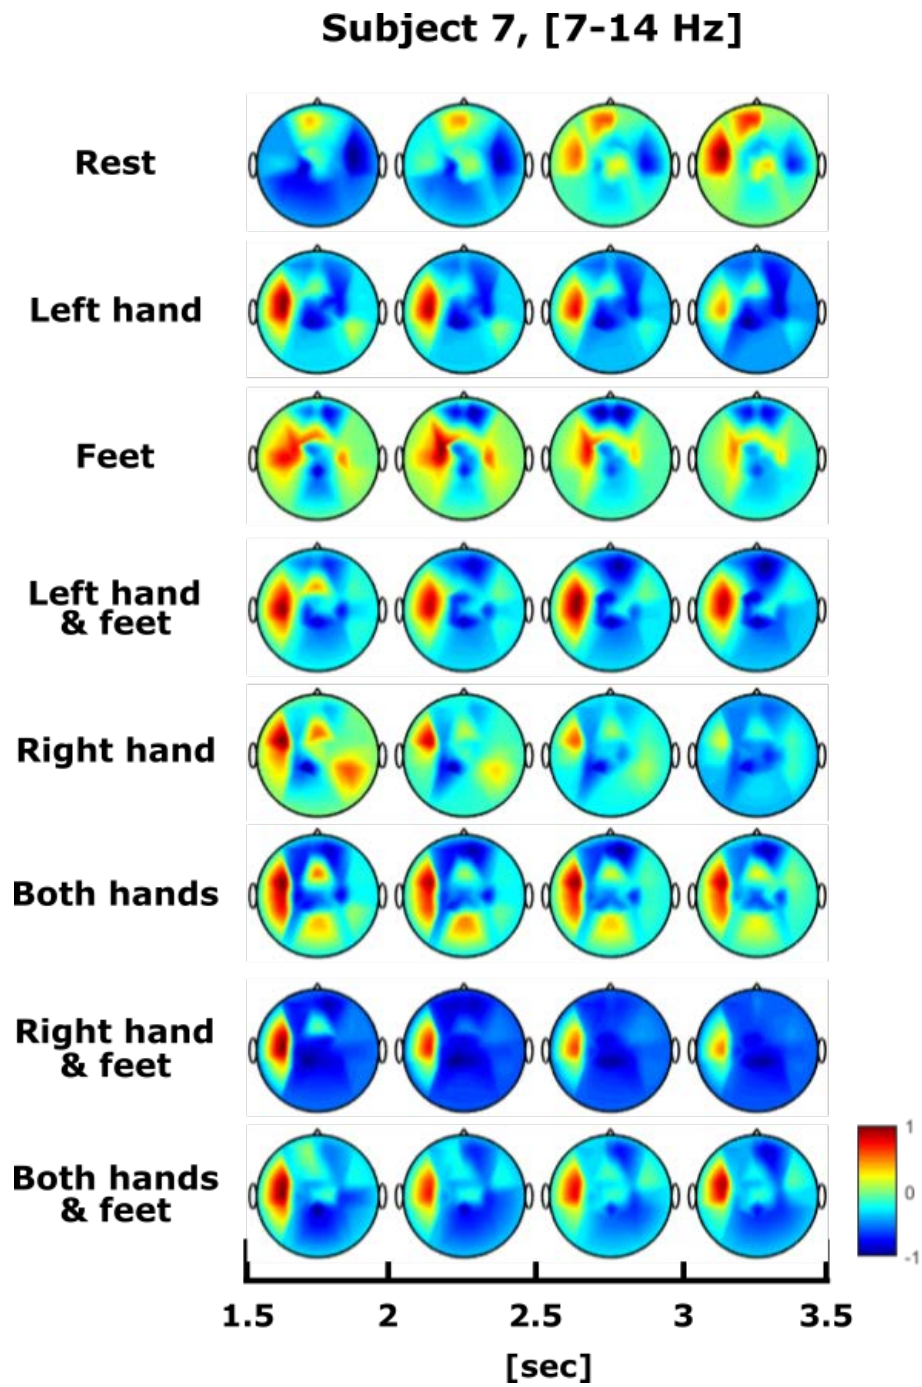 Subject 7, [7-14 Hz]
Rest
Left hand
Feet
Left hand
& feet
Right hand
Both hands
Right hand
& feet
Both hands
& feet
1
0
-1
1.5 2 2.5 3 3.5
[sec]